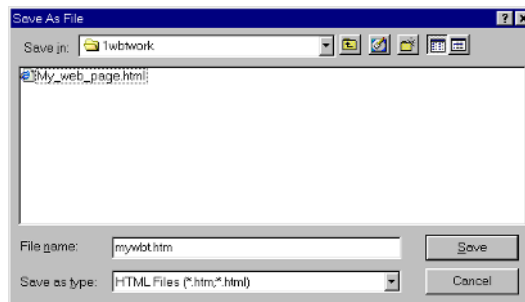 Save As File
Save in: 1wbtwork
My_web_page.html
File name: mywbt.htm
Save
Save as type: HTML Files (*.htm;*.html)
Cancel